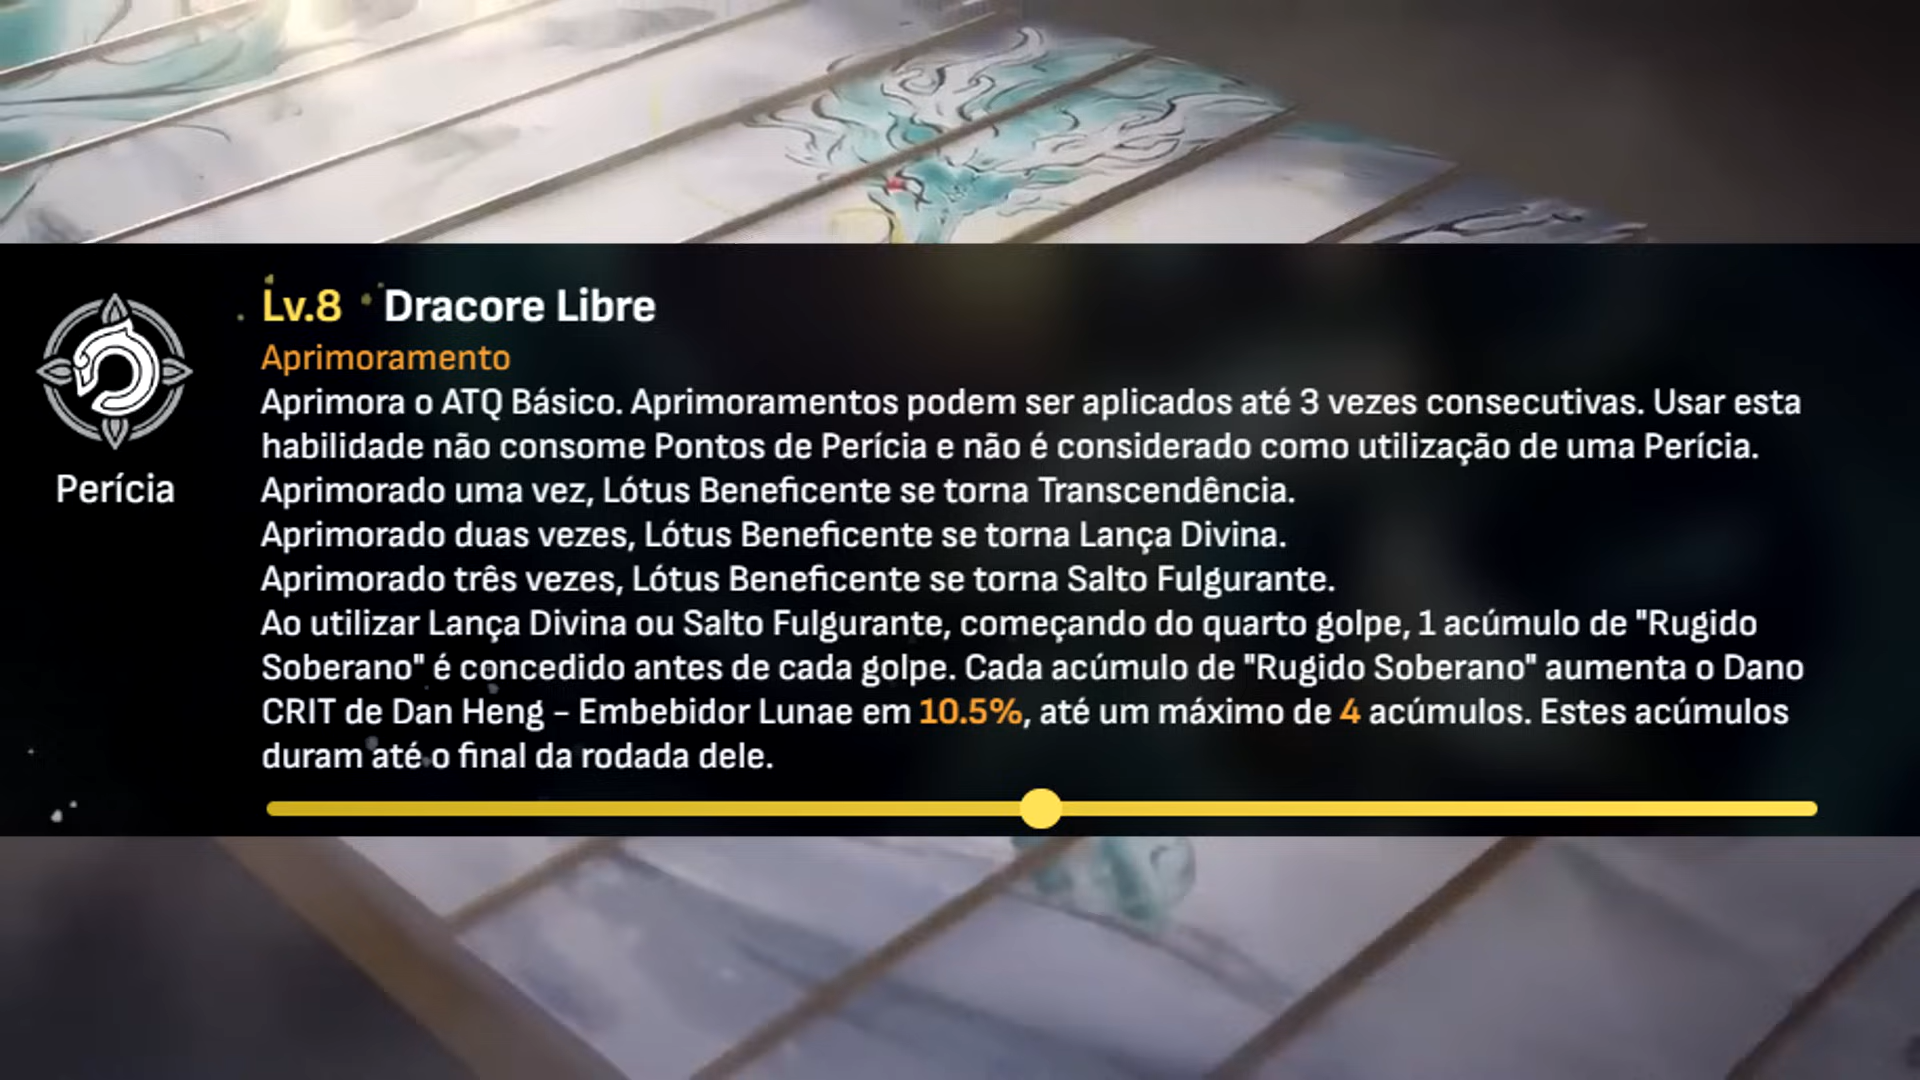 Lv.8 Dracore Libre
Aprimoramento
Aprimora o ATQ Básico. Aprimoramentos podem ser aplicados até 3 vezes consecutivas. Usar esta
habilidade não consome Pontos de Perícia e não é considerado como utilização de uma Perícia.
Perícia
Aprimorado uma vez, Lótus Beneficente se torna Transcendência.
Aprimorado duas vezes, Lótus Beneficente se torna Lança Divina.
Aprimorado três vezes, Lótus Beneficente se torna Salto Fulgurante.
Ao utilizar Lança Divina ou Salto Fulgurante, começando do quarto golpe, 1 acúmulo de "Rugido
Soberano" é concedido antes de cada golpe. Cada acúmulo de "Rugido Soberano" aumenta o Dano
CRIT de Dan Heng - Embebidor Lunae em 10.5%, até um máximo de 4 acúmulos. Estes acúmulos
duram até o final da rodada dele.